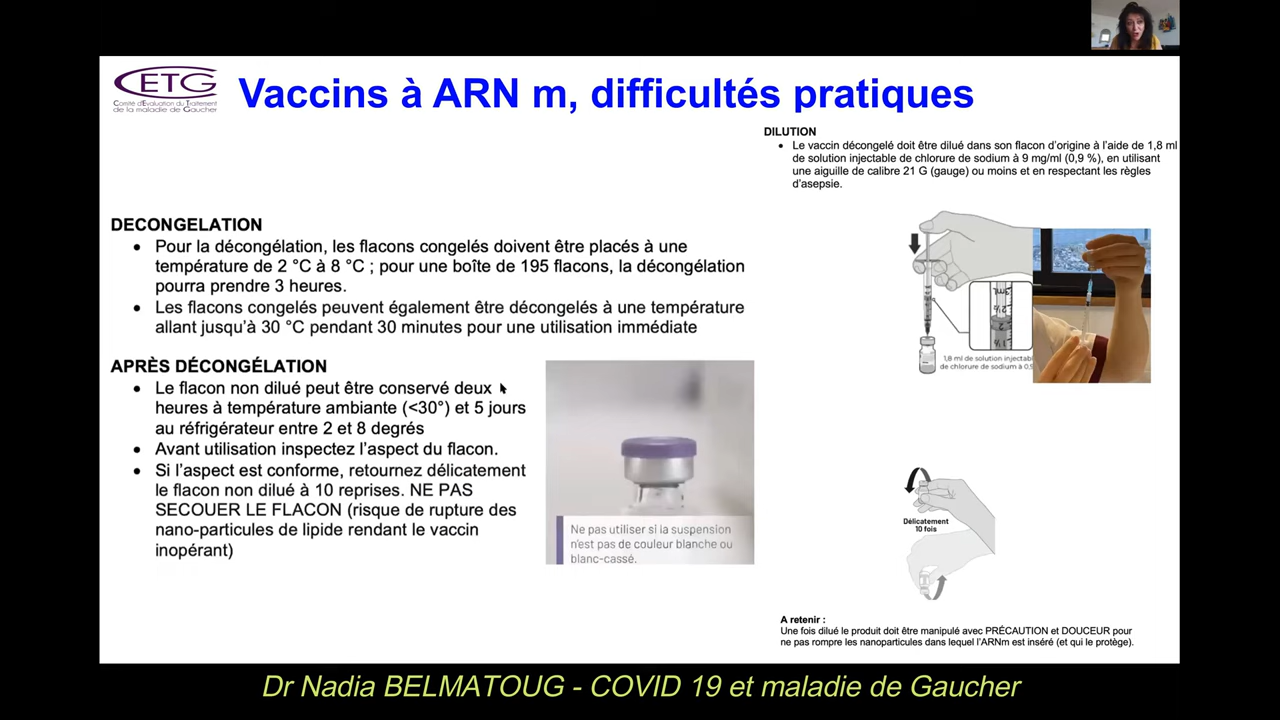 CETG
Comité d'Evaluation du Traitement
de la maladie de Gaucher
Vaccins à ARN m, difficultés pratiques
DECONGELATION
• Pour la décongélation, les flacons congelés doivent être placés à une
température de 2 °C à 8 °C ; pour une boîte de 195 flacons, la décongélation
pourra prendre 3 heures.
• Les flacons congelés peuvent également être décongelés à une température
allant jusqu'à 30 °C pendant 30 minutes pour une utilisation immédiate
APRÈS DÉCONGÉLATION
• Le flacon non dilué peut être conservé deux
heures à température ambiante (<30°) et 5 jours
au réfrigérateur entre 2 et 8 degrés
• Avant utilisation inspectez l'aspect du flacon.
• Si l'aspect est conforme, retournez délicatement
le flacon non dilué à 10 reprises. NE PAS
SECOUER LE FLACON (risque de rupture des
nano-particules de lipide rendant le vaccin
inopérant)
Ne pas utiliser si la suspension
n'est pas de couleur blanche ou
blanc-cassé.
DILUTION
• Le vaccin décongelé doit être dilué dans son flacon d'origine à l'aide de 1,8 ml
de solution injectable de chlorure de sodium à 9 mg/ml (0,9 %), en utilisant
une aiguille de calibre 21 G (gauge) ou moins et en respectant les règles
d'asepsie.
1,8 ml de solution injectabl
de chlorure de sodium à 0,9
Délicatement
10 fois
A retenir :
Une fois dilué le produit doit être manipulé avec PRÉCAUTION et DOUCEUR pour
ne pas rompre les nanoparticules dans lequel l'ARNm est inséré (et qui le protège).
Dr Nadia BELMATOUG - COVID 19 et maladie de Gaucher